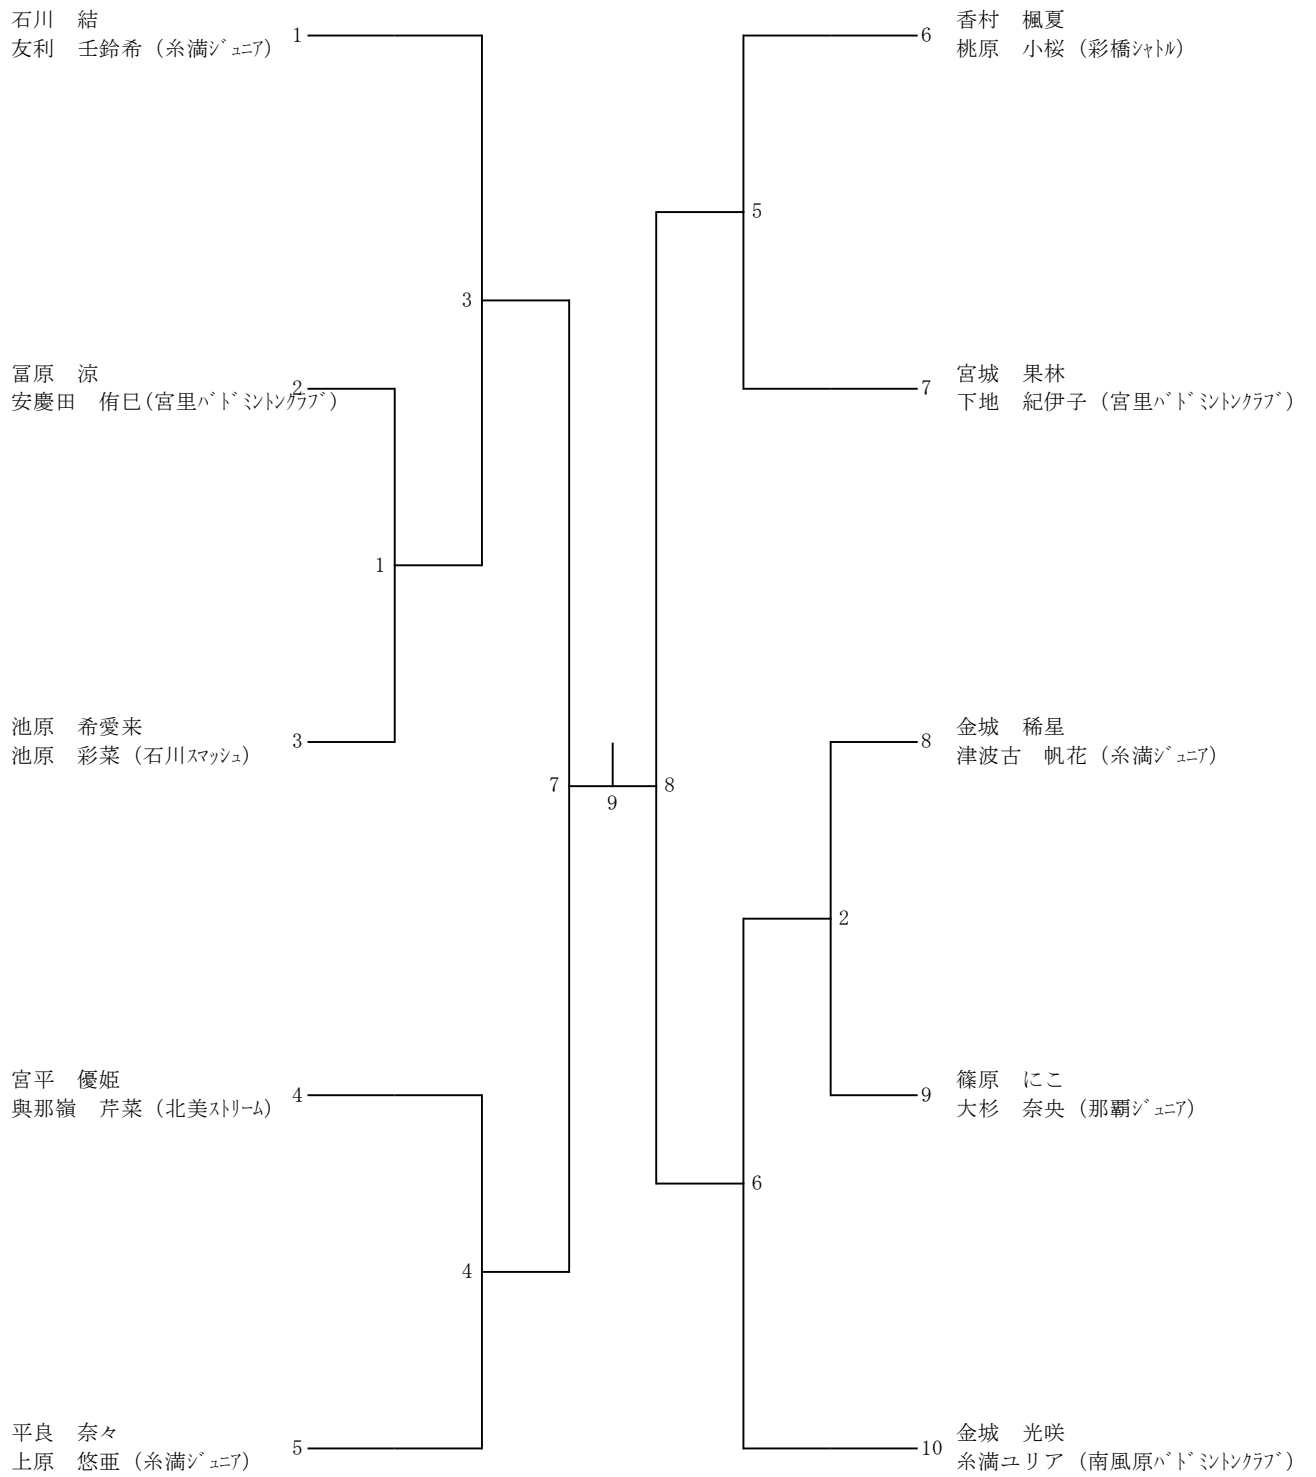 石川　結
友利　壬鈴希（糸満ｼﾞｭﾆｱ）
1
冨原　涼
安慶田　侑巳（宮里ﾊﾞﾄﾞﾐﾝﾄﾝｸﾗﾌﾞ）
2
池原　希愛来
池原　彩菜（石川ｽﾏｯｼｭ）
3
宮平　優姫
與那嶺　芹菜（北美ｽﾄﾘｰﾑ）
4
平良　奈々
上原　悠亜（糸満ｼﾞｭﾆｱ）
5
3
1
4
7
9
8
5
2
6
6
香村　楓夏
桃原　小桜（彩橋ｼｬﾄﾙ）
7
宮城　果林
下地　紀伊子（宮里ﾊﾞﾄﾞﾐﾝﾄﾝｸﾗﾌﾞ）
8
金城　稀星
津波古　帆花（糸満ｼﾞｭﾆｱ）
9
篠原　にこ
大杉　奈央（那覇ｼﾞｭﾆｱ）
10
金城　光咲
糸満ユリア（南風原ﾊﾞﾄﾞﾐﾝﾄﾝｸﾗﾌﾞ）